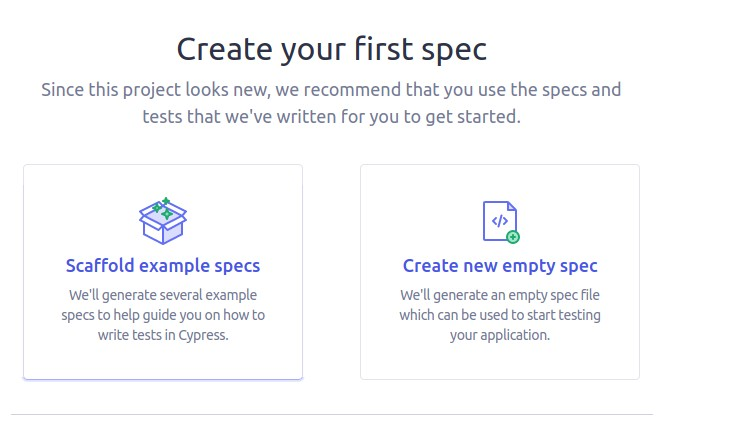 Create your first spec
Since this project looks new, we recommend that you use the specs and
tests that we've written for you to get started.
Scaffold example specs
We'll generate several example
specs to help guide you on how to
write tests in Cypress.
</>
Create new empty spec
We'll generate an empty spec file
which can be used to start testing
your application.